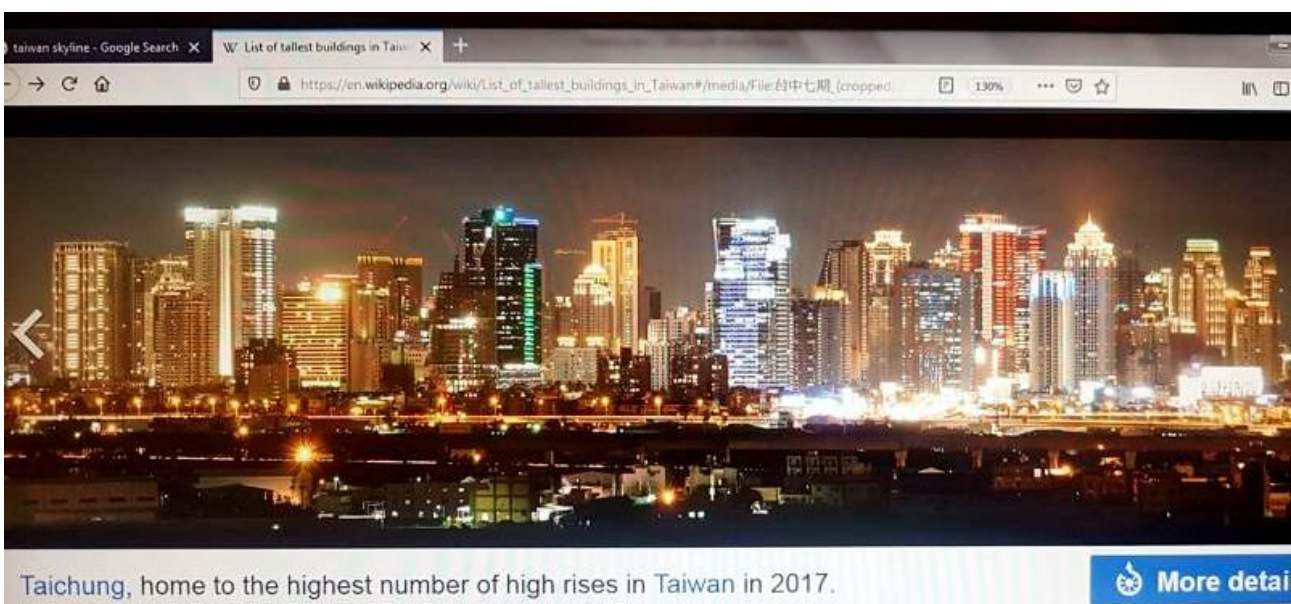 taiwan skyline - Google Search
List of tallest buildings in Taiw
https://en.wikipedia.org/wiki/List_of_tallest_buildings_in_Taiwan#/media/File:台中七期_(cropped
130%
Taichung, home to the highest number of high rises in Taiwan in 2017.
More detai